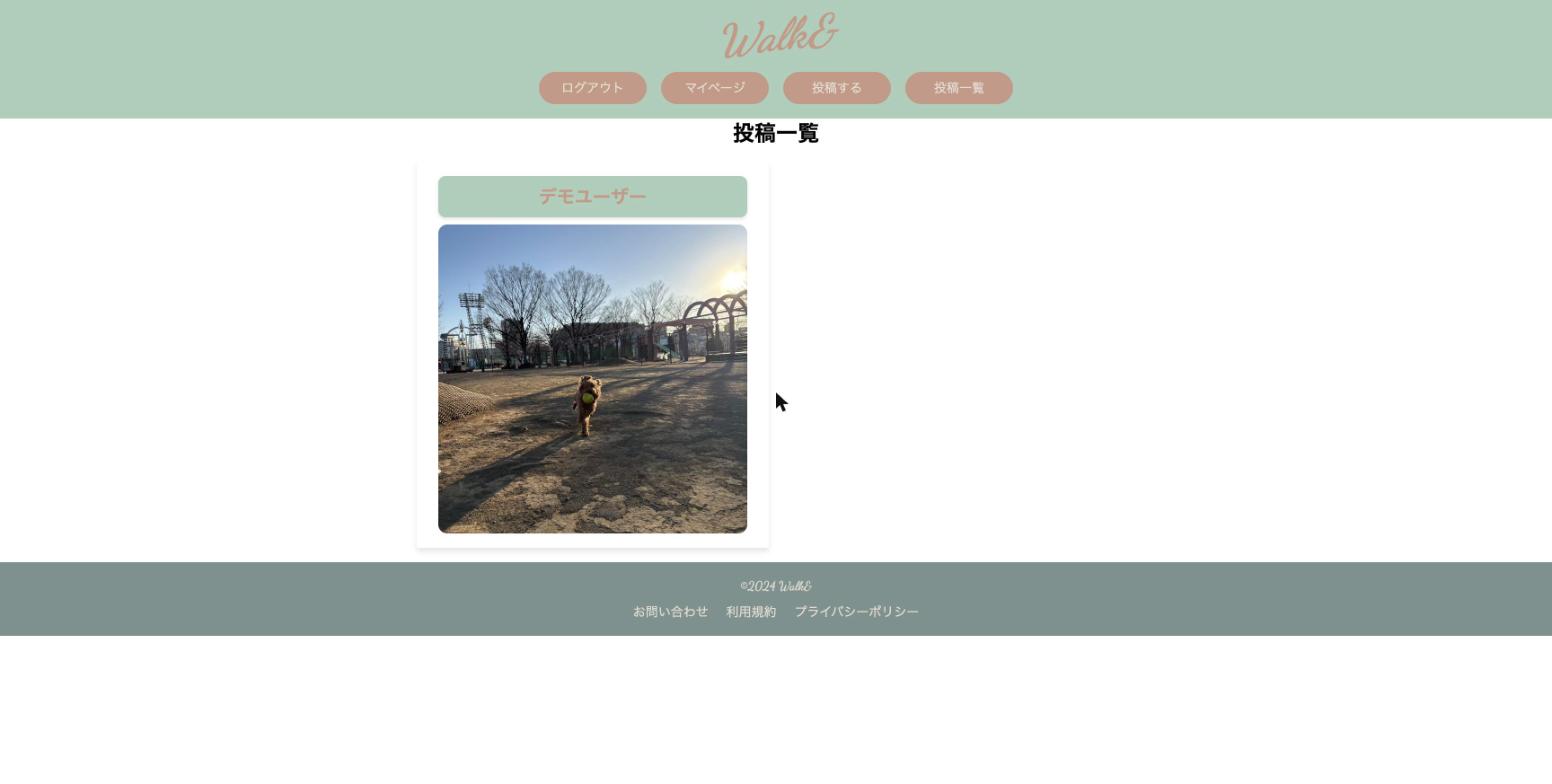 Walk&
ログアウト マイページ 投稿する 投稿一覧
投稿一覧
デモユーザー
©2024 Walk&
お問い合わせ 利用規約 プライバシーポリシー